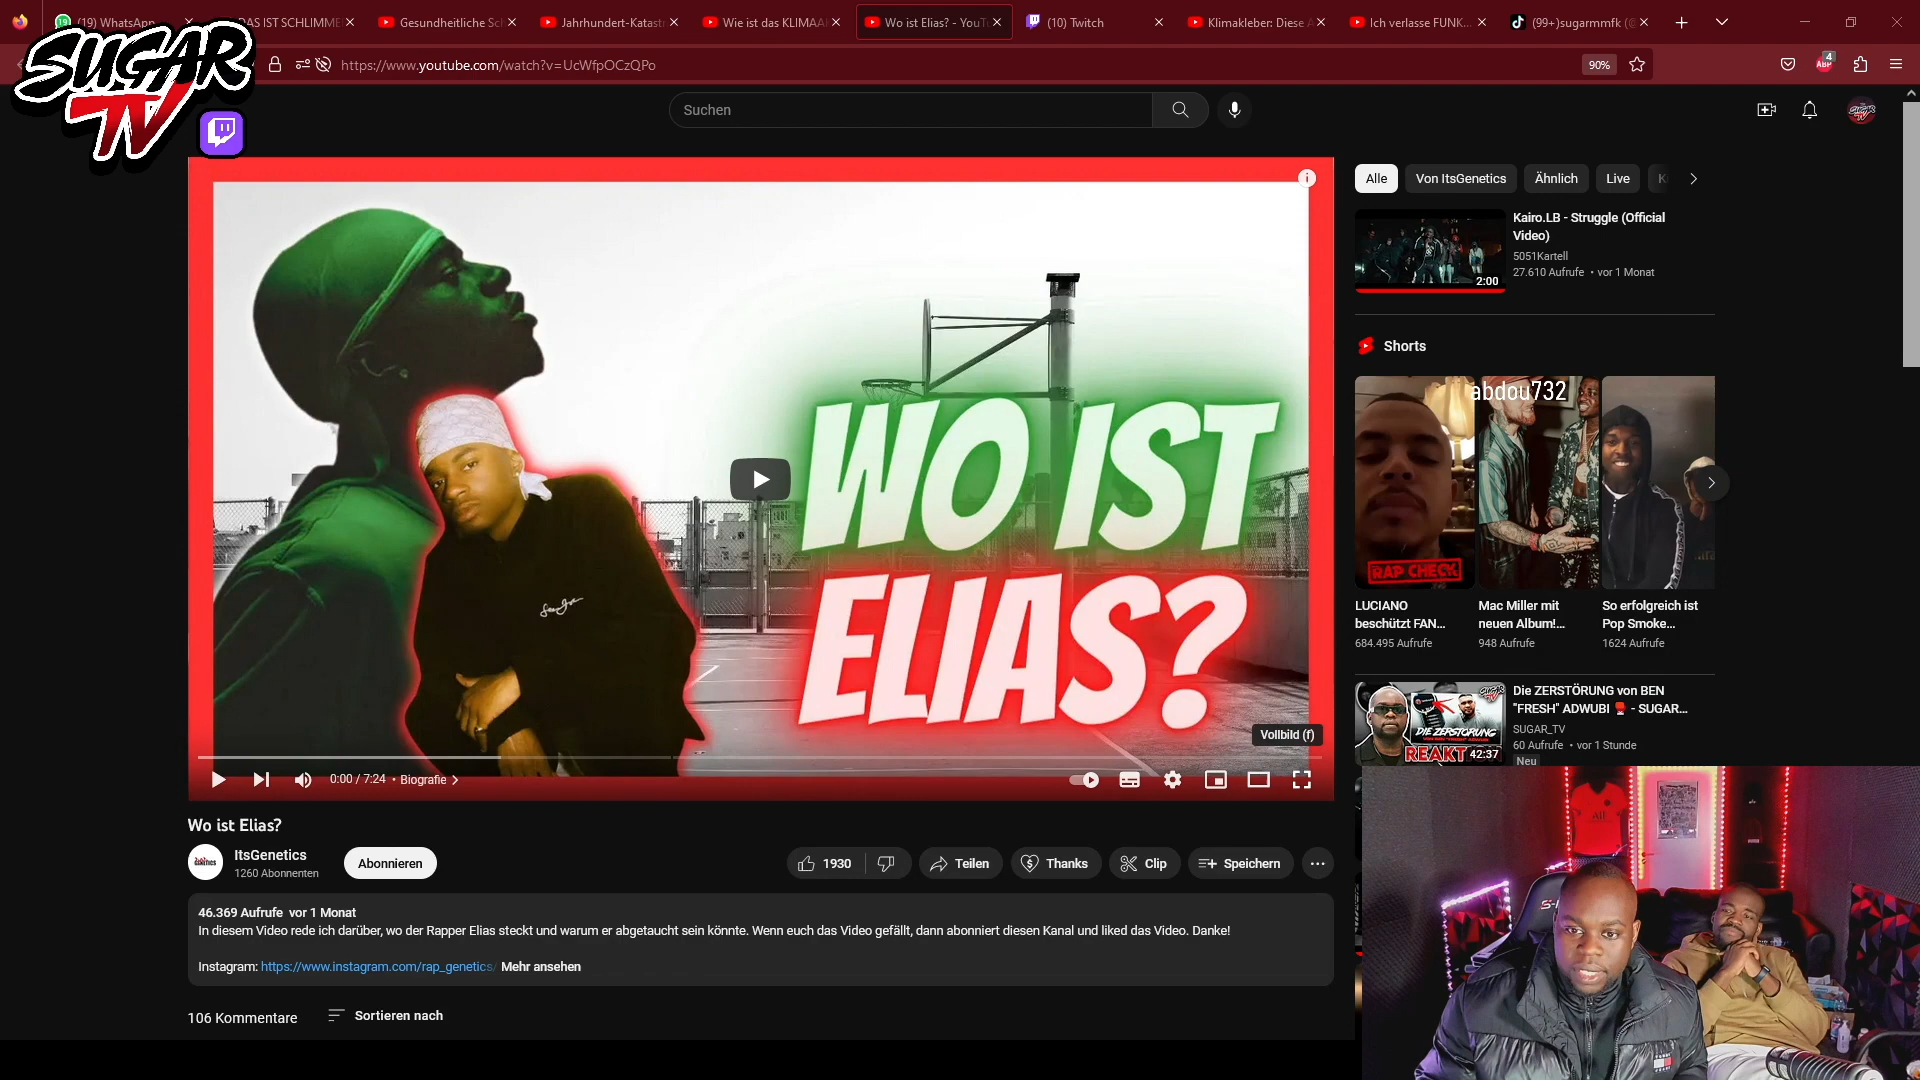 (19) WhatsApp
DAS IST SCHLIMME
Gesundheitliche Sc
Jahrhundert-Katast
Wie ist das KLIMAA
Wo ist Elias? - YouTu
(10) Twitch
Klimakleber: Diese A
Ich verlasse FUNK...
(99+)sugarmmfk (@
SUGAR
TV
https://www.youtube.com/watch?v=UcWfpOCzQPo
90%
ABP
4
Suchen
WO IST
ELIAS?
Vollbild (f)
0:00 / 7:24 • Biografie
Wo ist Elias?
ItsGenetics
1260 Abonnenten
Abonnieren
1930
Teilen
Thanks
Clip
Speichern
46.369 Aufrufe vor 1 Monat
In diesem Video rede ich darüber, wo der Rapper Elias steckt und warum er abgetaucht sein könnte. Wenn euch das Video gefällt, dann abonniert diesen Kanal und liked das Video. Danke!
Instagram: https://www.instagram.com/rap_genetics/ Mehr ansehen
106 Kommentare
Sortieren nach
Alle
Von ItsGenetics
Ähnlich
Live
Kairo.LB - Struggle (Official
Video)
5051Kartell
27.610 Aufrufe • vor 1 Monat
2:00
Shorts
abdou732
RAP CHECK
LUCIANO
beschützt FAN...
684.495 Aufrufe
Mac Miller mit
neuen Album!...
948 Aufrufe
So erfolgreich ist
Pop Smoke...
1624 Aufrufe
DIE ZERSTÖRUNG
REAKT
42:37
Die ZERSTÖRUNG von BEN
"FRESH" ADWUBI - SUGAR...
SUGAR_TV
60 Aufrufe • vor 1 Stunde
Neu